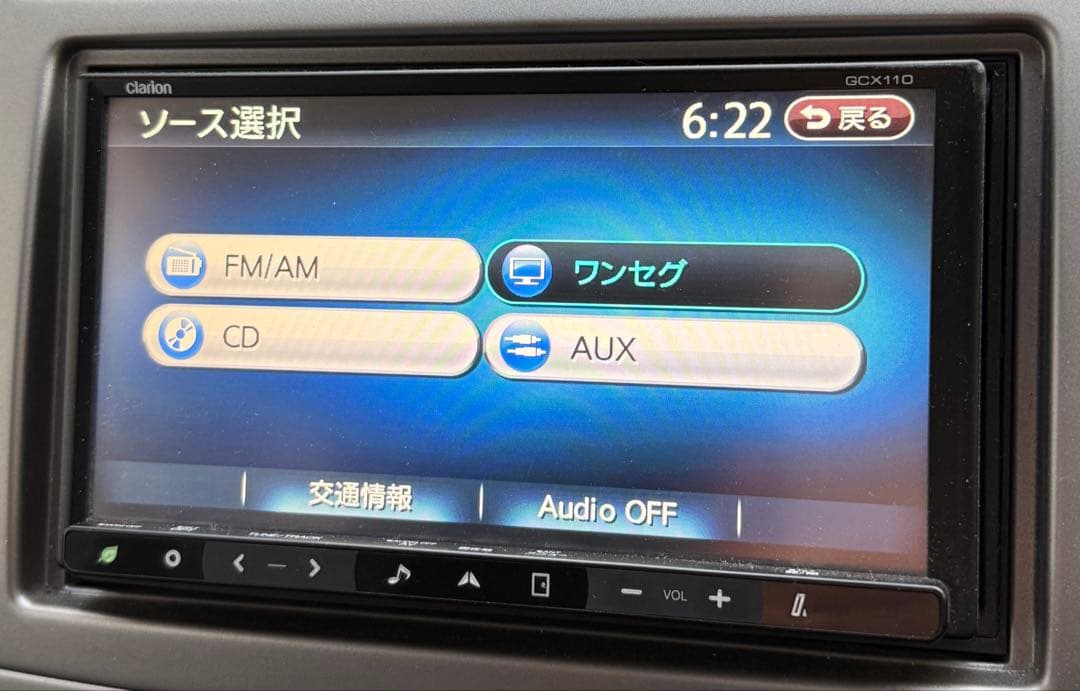 Clarion
GCX110
ソース選択
6:22
戻る
FM/AM
ワンセグ
CD
AUX
交通情報
Audio OFF
VOL